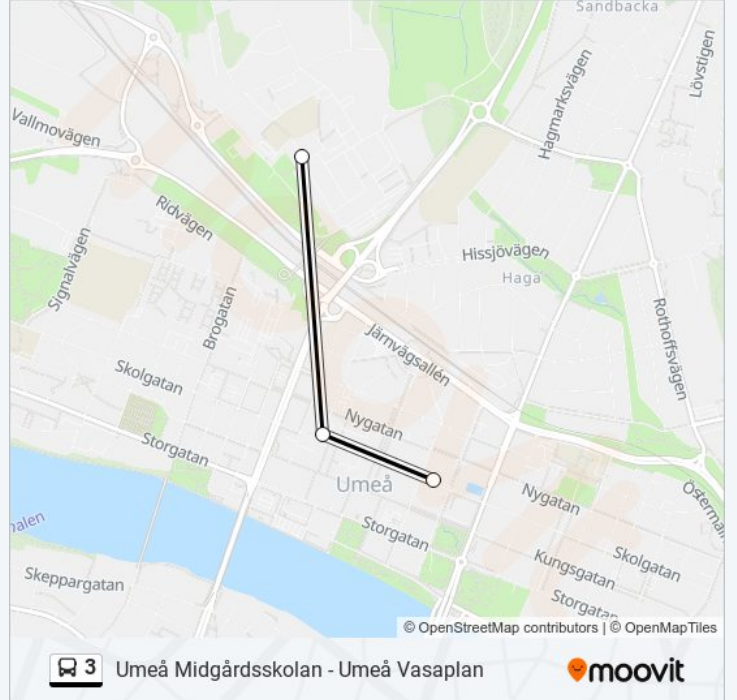 Sandbacka
Lövstigen
Hagmarksvägen
Vallmovägen
Ridvägen
Signalvägen
Hissjövägen
Haga
Brogatan
Rothoffsvägen
Järnvägsallén
Skolgatan
Nygatan
Storgatan
Umeå
Nygatan
Storgatan
Kungsgatan
Skolgatan
Storgatan
Skeppargatan
© OpenStreetMap contributors | © OpenMapTiles
3 Umeå Midgårdsskolan - Umeå Vasaplan
moovit